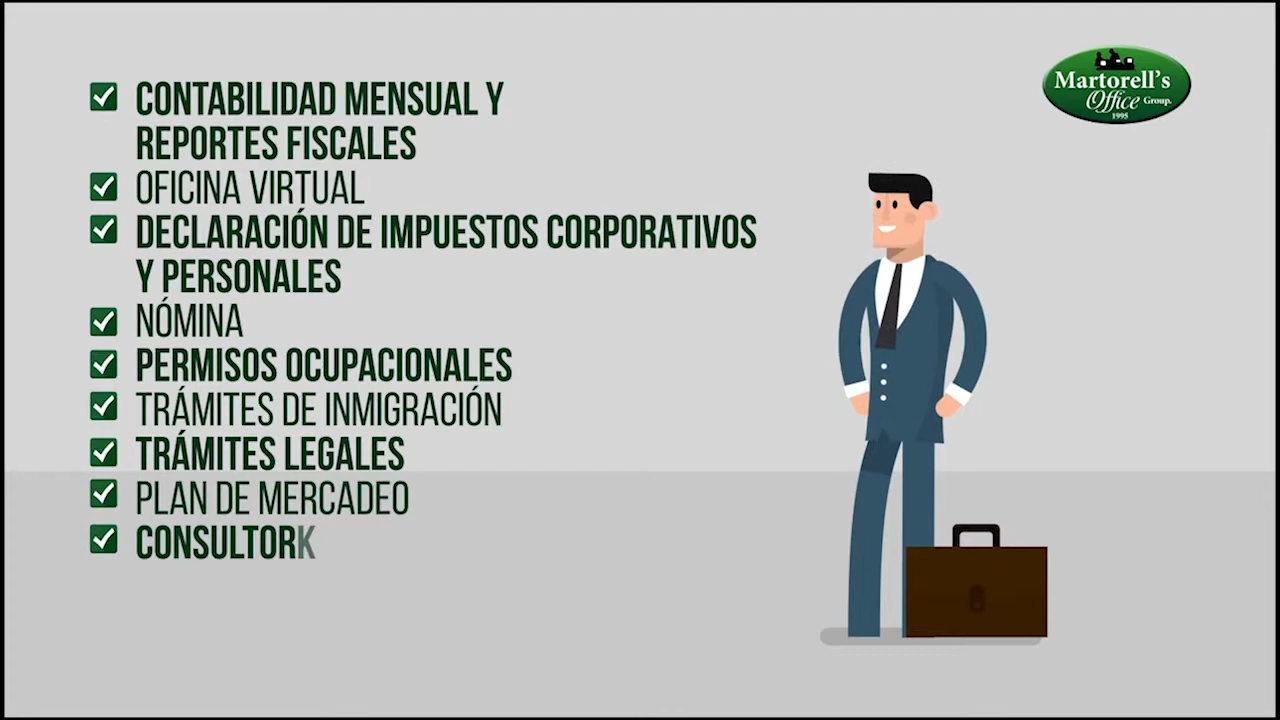 CONTABILIDAD MENSUAL Y
REPORTES FISCALES
OFICINA VIRTUAL
DECLARACIÓN DE IMPUESTOS CORPORATIVOS
Y PERSONALES
NÓMINA
PERMISOS OCUPACIONALES
TRÁMITES DE INMIGRACIÓN
TRÁMITES LEGALES
PLAN DE MERCADEO
CONSULTORK
Martorell's
Office Group.
1995